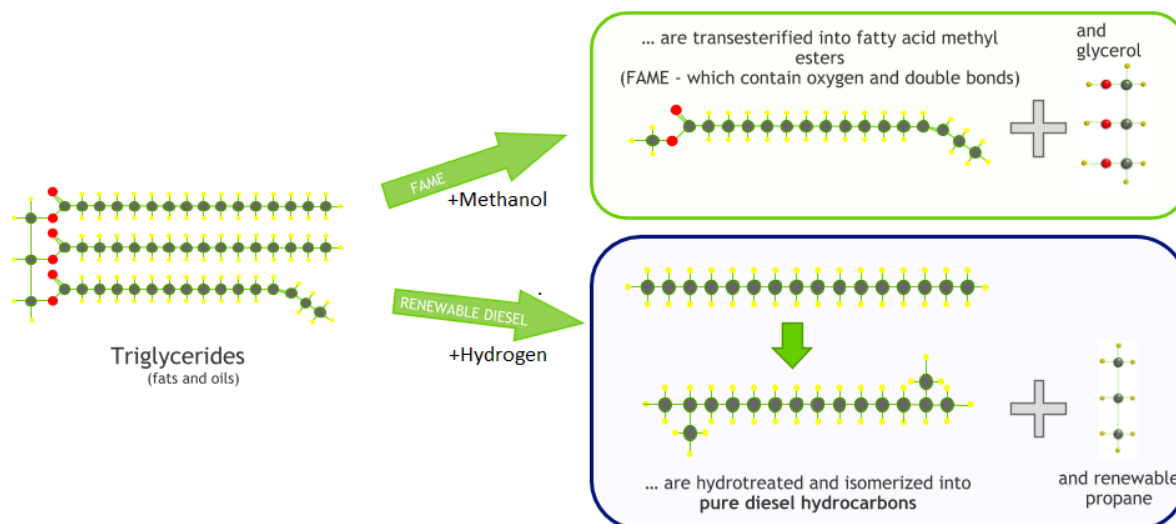 Triglycerides
(fats and oils)
FAME
+Methanol
RENEWABLE DIESEL
+Hydrogen
... are transesterified into fatty acid methyl
esters
(FAME - which contain oxygen and double bonds)
and
glycerol
... are hydrotreated and isomerized into
pure diesel hydrocarbons
and renewable
propane